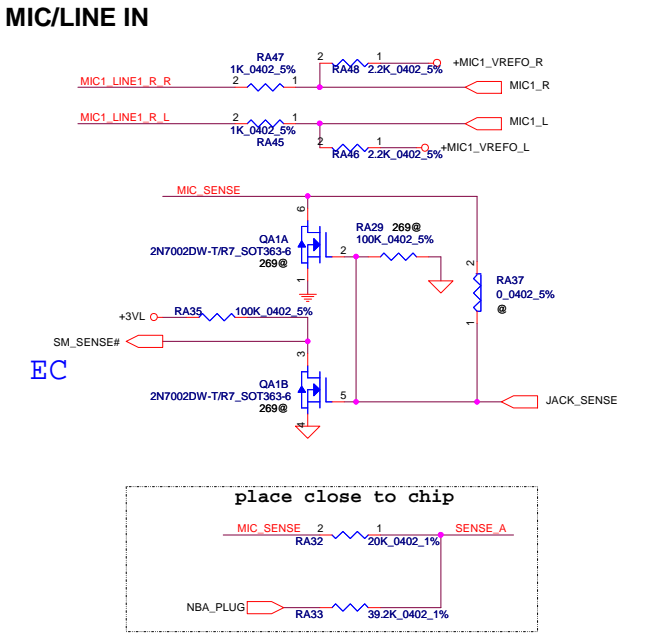 MIC/LINE IN
RA47
1K_0402_5%
MIC1_LINE1_R_R 2 1
2 1 +MIC1_VREFO_R
RA48 2.2K_0402_5%
MIC1_R
MIC1_LINE1_R_L 2 1 MIC1_L
1K_0402_5%
RA45
2 1 +MIC1_VREFO_L
RA46 2.2K_0402_5%
MIC_SENSE
6
QA1A
2N7002DW-T/R7_SOT363-6
269@
2
1
RA29 269@
100K_0402_5%
2
RA37
0_0402_5%
@
1
+3VL RA35 100K_0402_5%
SM_SENSE#
EC
3
QA1B
2N7002DW-T/R7_SOT363-6
269@
5
4
JACK_SENSE
place close to chip
MIC_SENSE 2 1 SENSE_A
RA32 20K_0402_1%
NBA_PLUG
RA33 39.2K_0402_1%